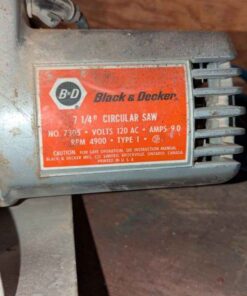 B&D Black & Decker®
7 1/4" CIRCULAR SAW
NO. 7305 • VOLTS 120 AC • AMPS 9.0
RPM 4900 • TYPE 1 •
CAUTION: FOR SAFE OPERATION, SEE INSTRUCTION MANUAL.
BLACK & DECKER MFG. CO. LIMITED, BROCKVILLE, ONTARIO, CANADA.
PRINTED IN U.S.A.